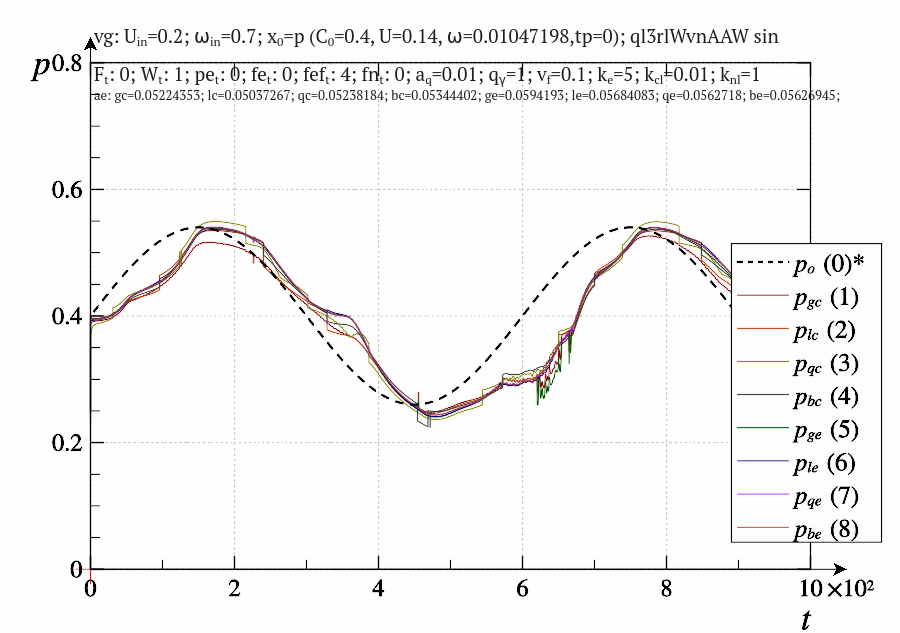 vg: Uin=0.2; ωin=0.7; x0=p (C0=0.4, U=0.14, ω=0.01047198,tp=0); ql3rlWvnAAW sin
p
0.8
Ft: 0; Wt: 1; pet: 0; fet: 0; feft: 4; fnt: 0; aq=0.01; qγ=1; vf=0.1; ke=5; kcl=0.01; knl=1
ae: gc=0.05224353; lc=0.05037267; qc=0.05238184; bc=0.05344402; ge=0.0594193; le=0.05684083; qe=0.0562718; be=0.05626945;
0.6
0.4
0.2
0
po (0)*
pgc (1)
plc (2)
pqc (3)
pbc (4)
pge (5)
ple (6)
pqe (7)
pbe (8)
0 2 4 6 8 10 ×10²
t